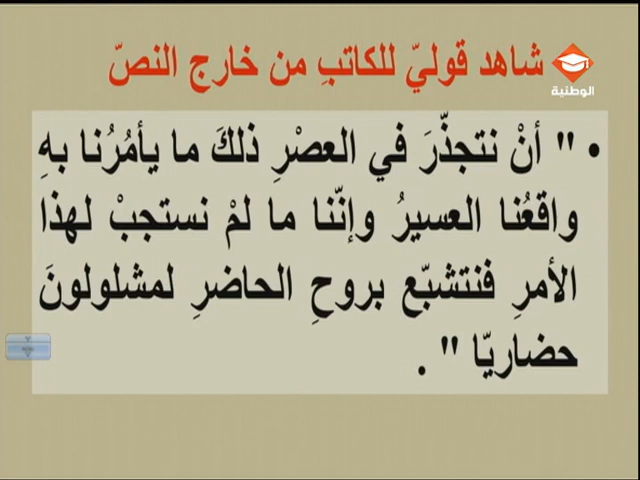 شاهد قوليّ للكاتبِ من خارج النصّ
الوطنية
• " أنْ نتجذّرَ في العصْرِ ذلكَ ما يأمُرُنا بهِ
واقعُنا العسيرُ وإنّنا ما لمْ نستجبْ لهذا
الأمرِ فنتشبّع بروحِ الحاضرِ لمشلولونَ
حضاريّا " .